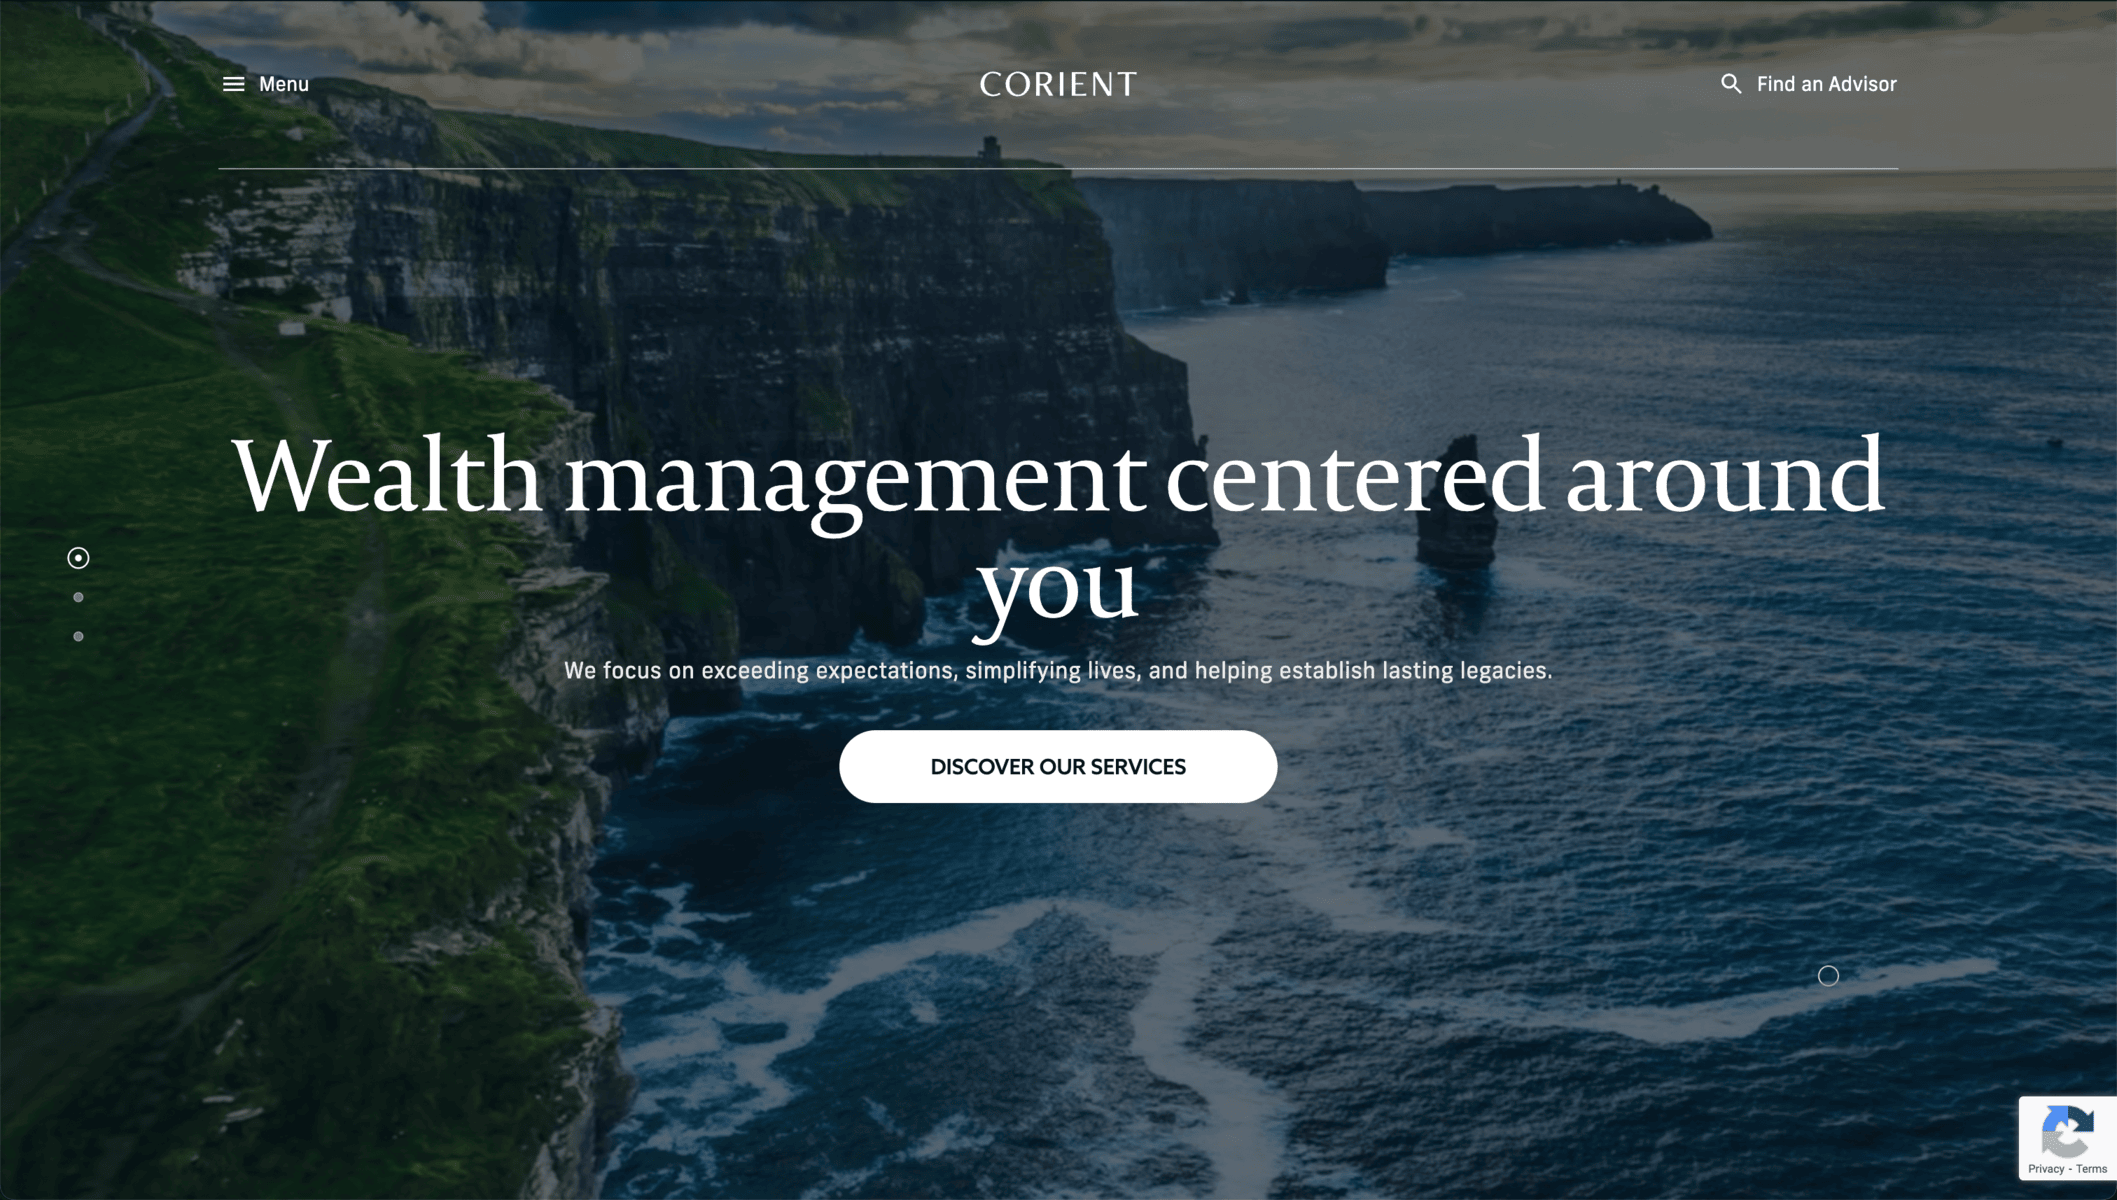 Menu
CORIENT
Find an Advisor
Wealth management centered around
you
We focus on exceeding expectations, simplifying lives, and helping establish lasting legacies.
DISCOVER OUR SERVICES
Privacy - Terms